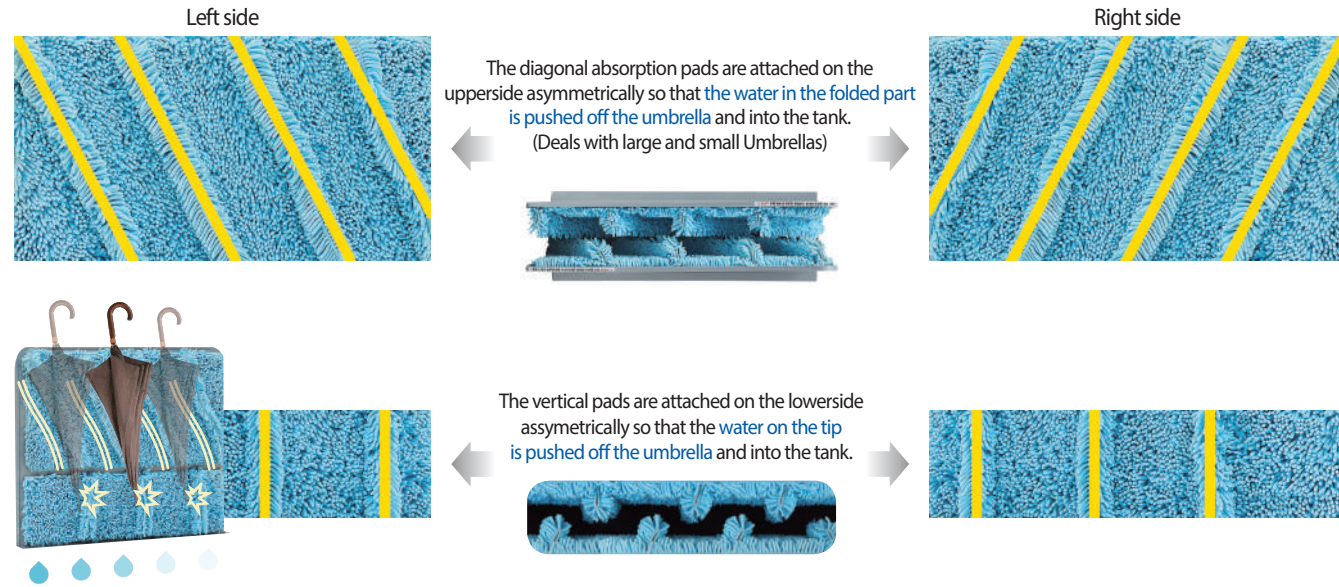 Left side
Right side
The diagonal absorption pads are attached on the
upperside asymmetrically so that the water in the folded part
is pushed off the umbrella and into the tank.
(Deals with large and small Umbrellas)
The vertical pads are attached on the lowerside
assymetrically so that the water on the tip
is pushed off the umbrella and into the tank.